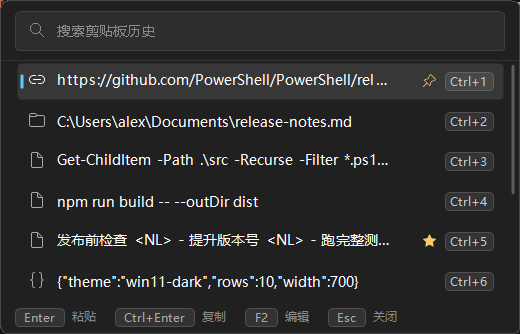 搜索剪贴板历史
https://github.com/PowerShell/PowerShell/rel... Ctrl+1
C:\Users\alex\Documents\release-notes.md Ctrl+2
Get-ChildItem -Path .\src -Recurse -Filter *.ps1... Ctrl+3
npm run build -- --outDir dist Ctrl+4
发布前检查 <NL> - 提升版本号 <NL> - 跑完整测... Ctrl+5
{"theme":"win11-dark","rows":10,"width":700} Ctrl+6
Enter 粘贴 Ctrl+Enter 复制 F2 编辑 Esc 关闭